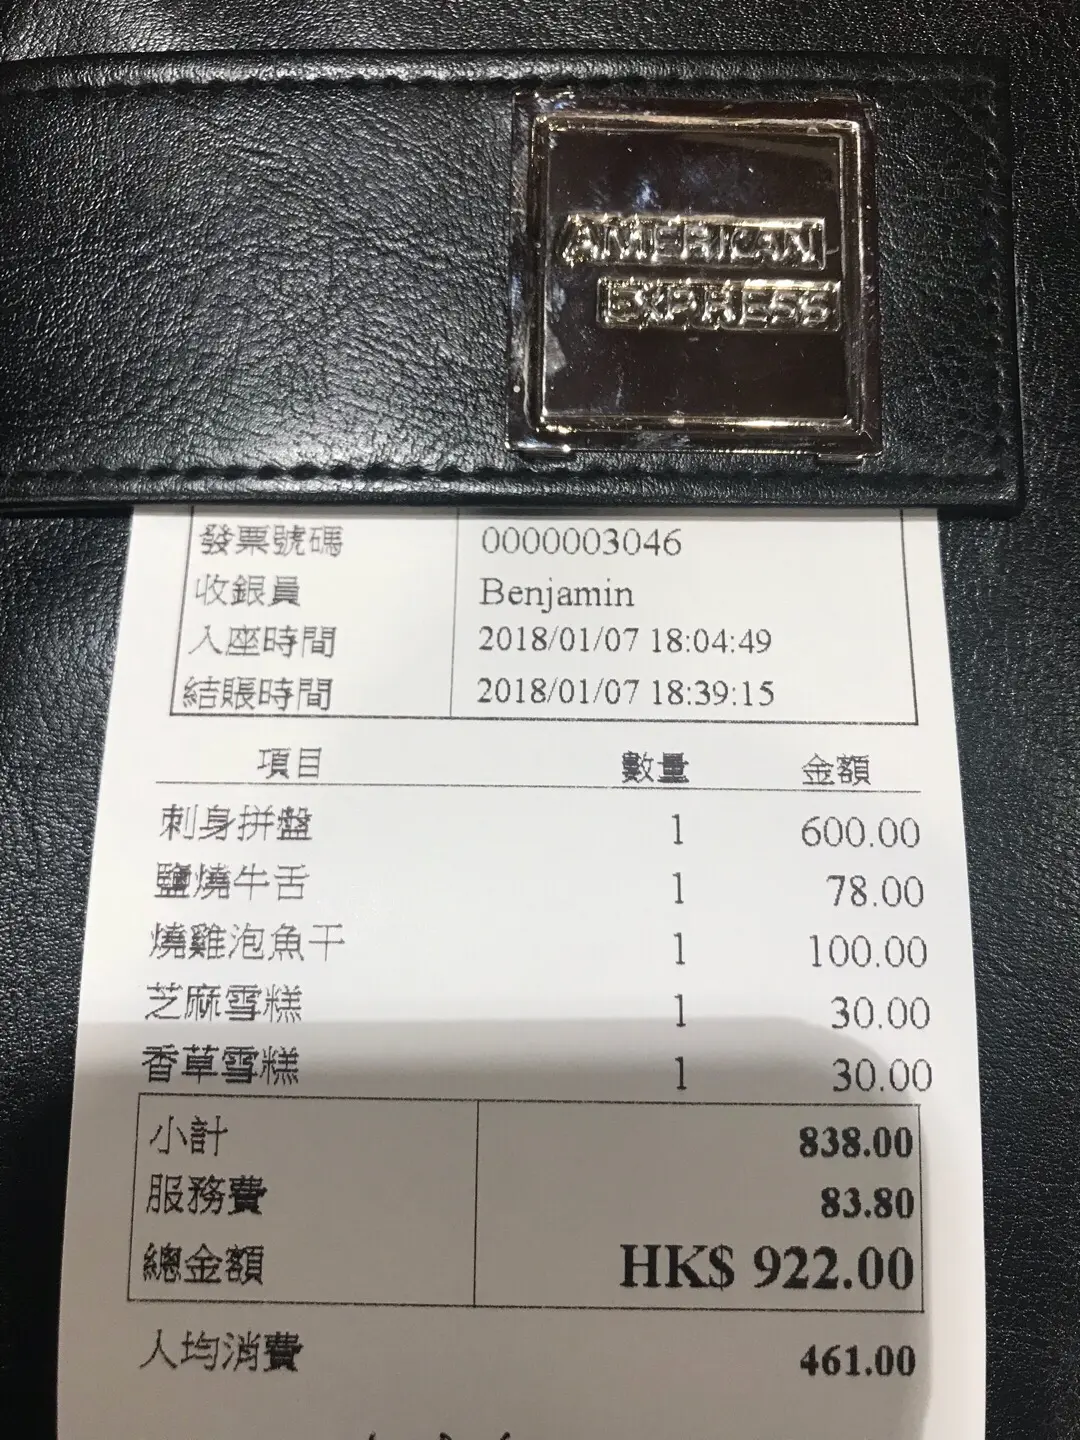 AMERICAN
EXPRESS
發票號碼 0000003046
收銀員 Benjamin
入座時間 2018/01/07 18:04:49
結賬時間 2018/01/07 18:39:15
項目 數量 金額
刺身拼盤 1 600.00
鹽燒牛舌 1 78.00
燒雞泡魚干 1 100.00
芝麻雪糕 1 30.00
香草雪糕 1 30.00
小計 838.00
服務費 83.80
總金額 HK$ 922.00
人均消費 461.00